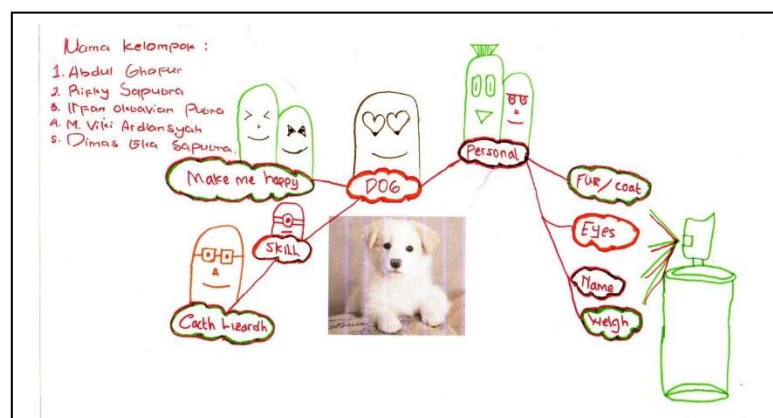 Nama Kelompok :
1. Abdul Ghofur
2. Rifky Saputra
3. Irfan Oktavian Putra
4. M. Viki Ardiansyah
5. Dimas Eka Saputra.
Make me happy
DOG
Personal
FUR/coat
Eyes
SKILL
Name
Cacth Lizardh
Weigh